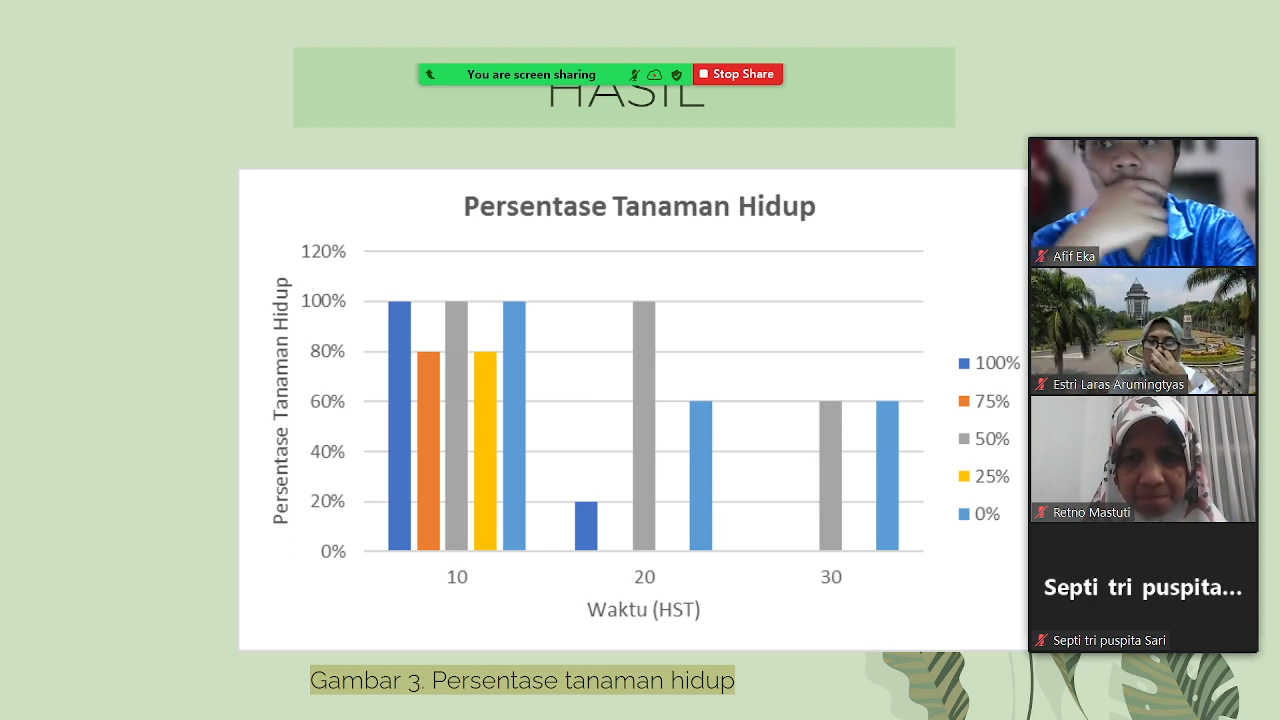 You are screen sharing
Stop Share
HASIL
Persentase Tanaman Hidup
Persentase Tanaman Hidup
120%
100%
80%
60%
40%
20%
0%
10
20
30
Waktu (HST)
100%
75%
50%
25%
0%
Gambar 3. Persentase tanaman hidup
Afif Eka
Estri Laras Arumingtyas
Retno Mastuti
Septi tri puspita...
Septi tri puspita Sari